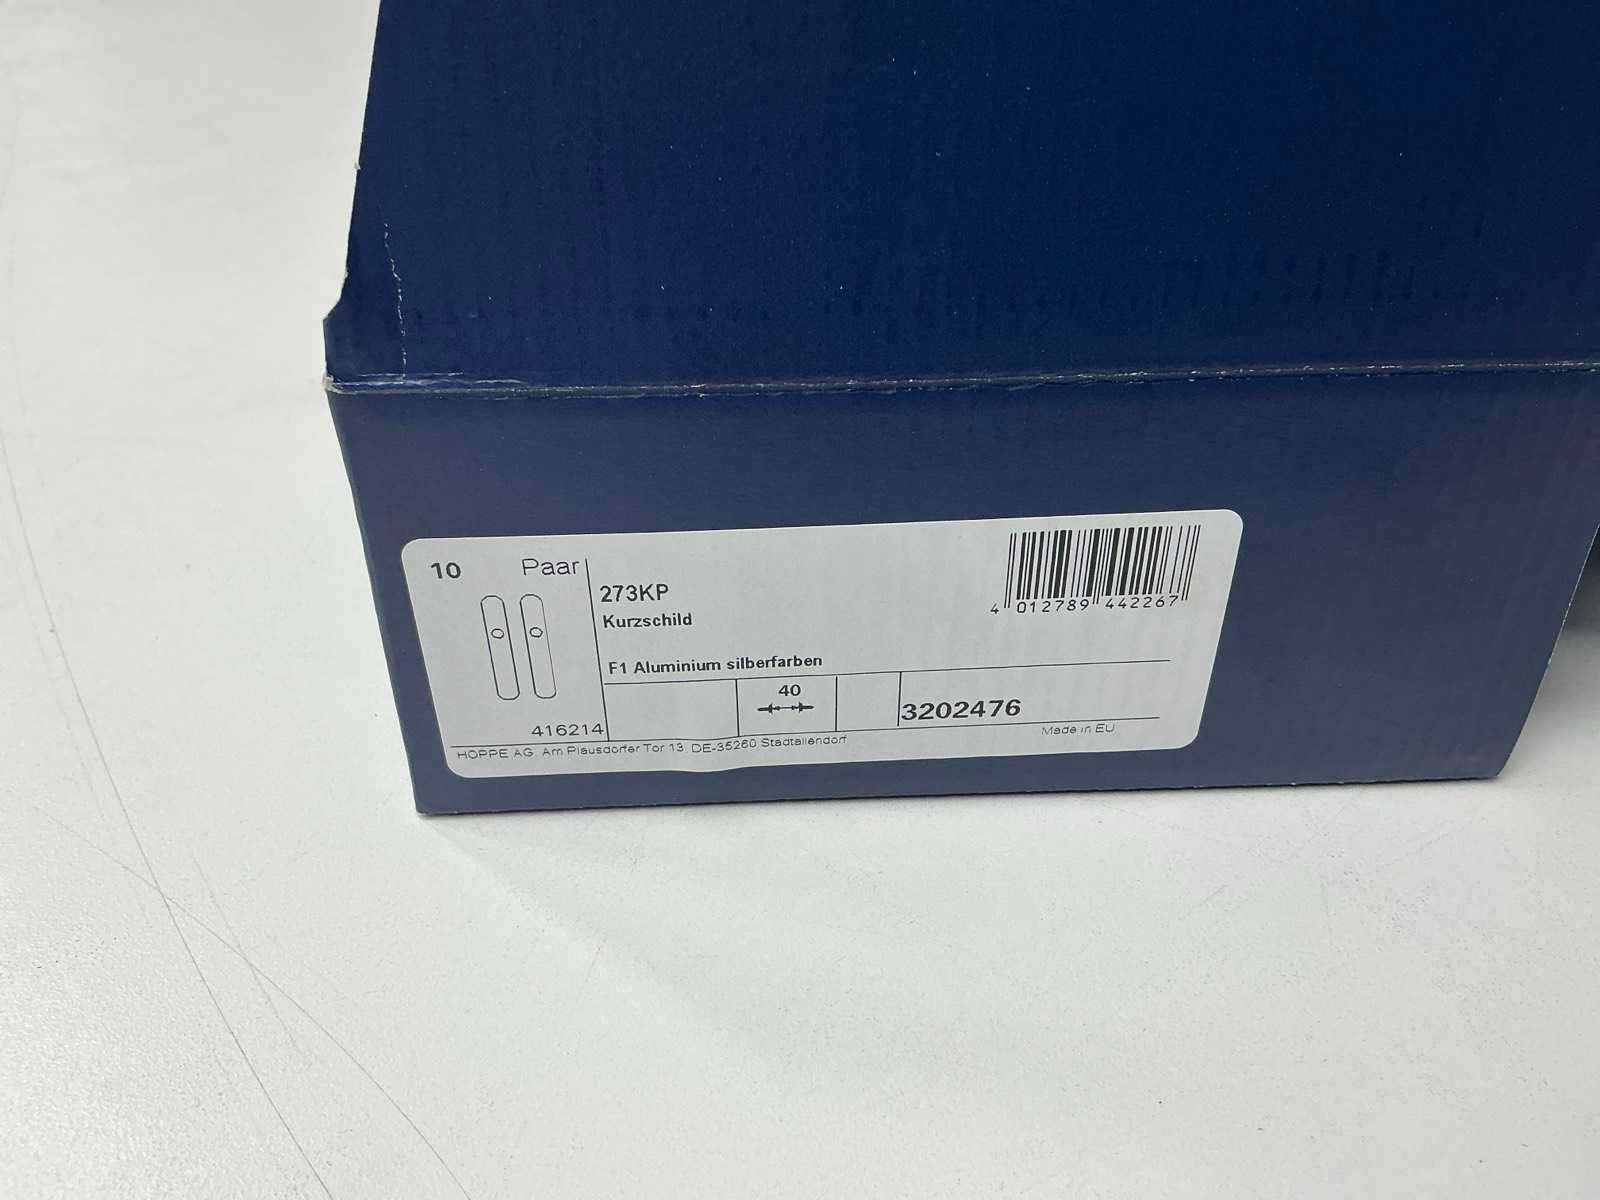 10 Paar
273KP
Kurzschild
4 012789 442267
F1 Aluminium silberfarben
40
3202476
416214
Made in EU
HOPPE AG, Am Plausdorfer Tor 13, DE-35260 Stadtallendorf